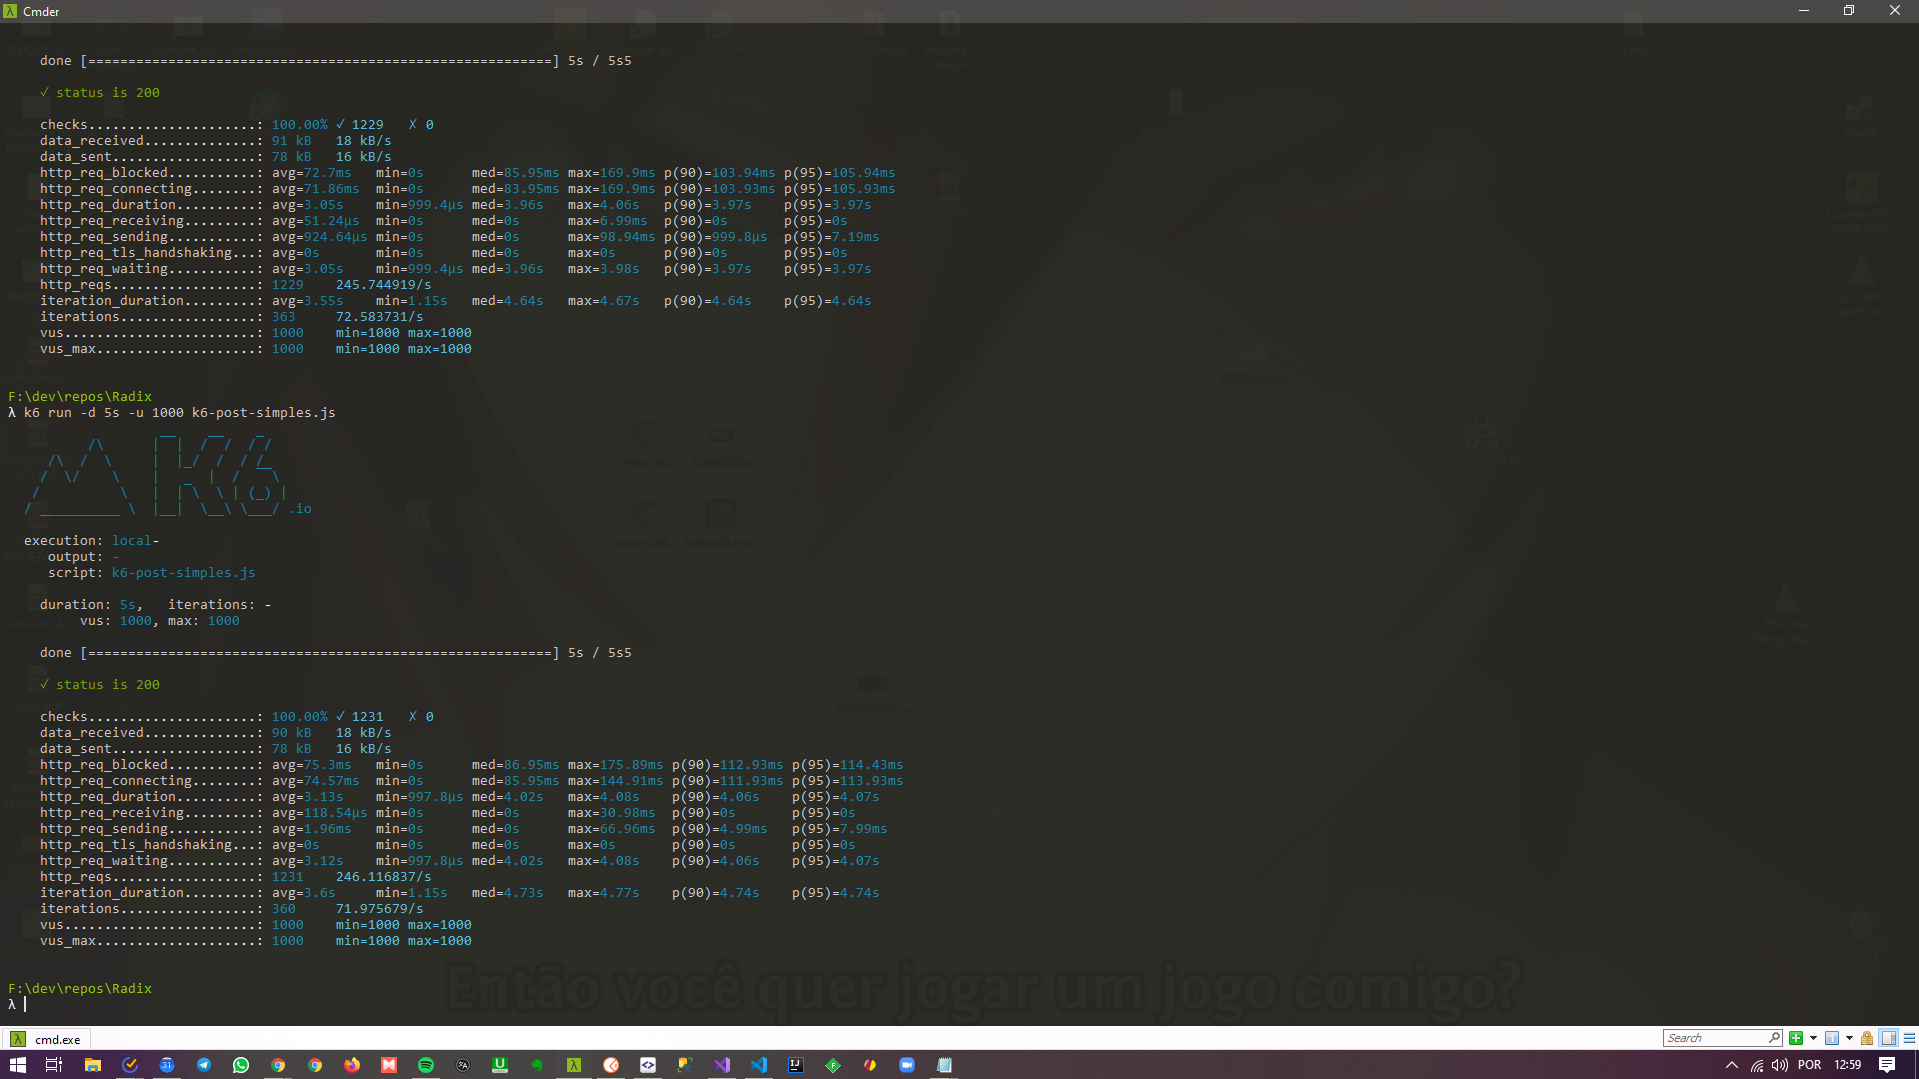 Cmder
done [==========================================================] 5s / 5s5
✓ status is 200
checks.....................: 100.00% ✓ 1229   ✗ 0
data_received..............: 91 kB   18 kB/s
data_sent..................: 78 kB   16 kB/s
http_req_blocked...........: avg=72.7ms   min=0s      med=85.95ms max=169.9ms p(90)=103.94ms p(95)=105.94ms
http_req_connecting........: avg=71.86ms  min=0s      med=83.95ms max=169.9ms p(90)=103.93ms p(95)=105.93ms
http_req_duration..........: avg=3.05s    min=999.4µs med=3.96s   max=4.06s   p(90)=3.97s    p(95)=3.97s
http_req_receiving.........: avg=51.24µs  min=0s      med=0s      max=6.99ms  p(90)=0s       p(95)=0s
http_req_sending...........: avg=924.64µs min=0s      med=0s      max=98.94ms p(90)=999.8µs  p(95)=7.19ms
http_req_tls_handshaking...: avg=0s       min=0s      med=0s      max=0s      p(90)=0s       p(95)=0s
http_req_waiting...........: avg=3.05s    min=999.4µs med=3.96s   max=3.98s   p(90)=3.97s    p(95)=3.97s
http_reqs..................: 1229    245.744919/s
iteration_duration.........: avg=3.55s    min=1.15s   med=4.64s   max=4.67s   p(90)=4.64s    p(95)=4.64s
iterations.................: 363     72.583731/s
vus........................: 1000    min=1000 max=1000
vus_max....................: 1000    min=1000 max=1000
F:\dev\repos\Radix
λ k6 run -d 5s -u 1000 k6-post-simples.js
.io
execution: local-
output: -
script: k6-post-simples.js
duration: 5s,   iterations: -
vus: 1000, max: 1000
done [==========================================================] 5s / 5s5
✓ status is 200
checks.....................: 100.00% ✓ 1231   ✗ 0
data_received..............: 90 kB   18 kB/s
data_sent..................: 78 kB   16 kB/s
http_req_blocked...........: avg=75.3ms   min=0s      med=86.95ms max=175.89ms p(90)=112.93ms p(95)=114.43ms
http_req_connecting........: avg=74.57ms  min=0s      med=85.95ms max=144.91ms p(90)=111.93ms p(95)=113.93ms
http_req_duration..........: avg=3.13s    min=997.8µs med=4.02s   max=4.08s    p(90)=4.06s    p(95)=4.07s
http_req_receiving.........: avg=118.54µs min=0s      med=0s      max=30.98ms  p(90)=0s       p(95)=0s
http_req_sending...........: avg=1.96ms   min=0s      med=0s      max=66.96ms  p(90)=4.99ms   p(95)=7.99ms
http_req_tls_handshaking...: avg=0s       min=0s      med=0s      max=0s       p(90)=0s       p(95)=0s
http_req_waiting...........: avg=3.12s    min=997.8µs med=4.02s   max=4.08s    p(90)=4.06s    p(95)=4.07s
http_reqs..................: 1231    246.116837/s
iteration_duration.........: avg=3.6s     min=1.15s   med=4.73s   max=4.77s    p(90)=4.74s    p(95)=4.74s
iterations.................: 360     71.975679/s
vus........................: 1000    min=1000 max=1000
vus_max....................: 1000    min=1000 max=1000
F:\dev\repos\Radix
λ
Então você quer jogar um jogo comigo?
cmd.exe
Search
POR 12:59